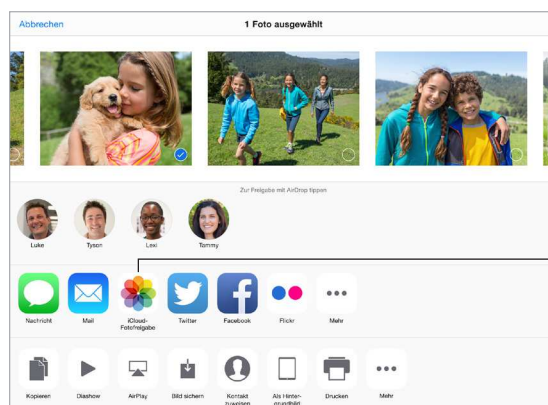 Abbrechen 1 Foto ausgewählt
Zur Freigabe mit AirDrop tippen
Luke Tyson Lexi Tammy
Nachricht Mail iCloud- Twitter Facebook Flickr Mehr
Fotofreigabe
Kopieren Diashow AirPlay Bild sichern Kontakt Als Hinter- Drucken Mehr
zuweisen grundbild